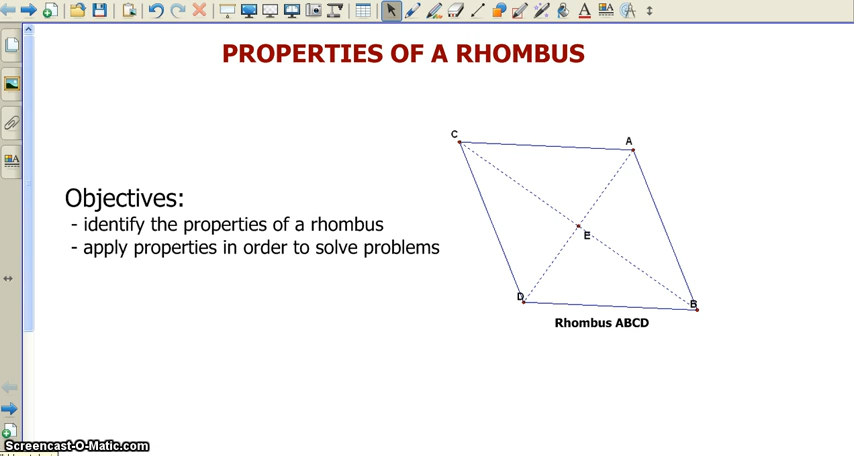 PROPERTIES OF A RHOMBUS
C
A
Objectives:
- identify the properties of a rhombus
- apply properties in order to solve problems
E
D
B
Rhombus ABCD
Screencast-O-Matic.com